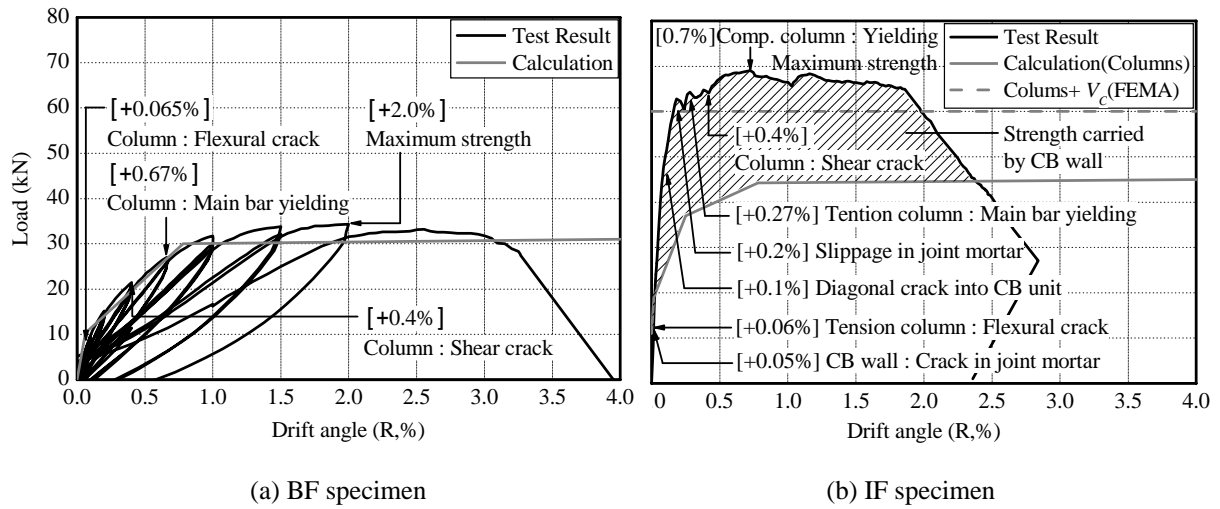 80
70
60
50
40
30
20
10
0
Load (kN)
Test Result
Calculation
[+0.065%]
Column : Flexural crack
[+0.67%]
Column : Main bar yielding
[+2.0%]
Maximum strength
[+0.4%]
Column : Shear crack
0.0 0.5 1.0 1.5 2.0 2.5 3.0 3.5 4.0
Drift angle (R,%)
(a) BF specimen
[0.7%]Comp. column : Yielding
Maximum strength
Test Result
Calculation(Columns)
Colums+ VC(FEMA)
[+0.4%]
Column : Shear crack
Strength carried
by CB wall
[+0.27%] Tention column : Main bar yielding
[+0.2%] Slippage in joint mortar
[+0.1%] Diagonal crack into CB unit
[+0.06%] Tension column : Flexural crack
[+0.05%] CB wall : Crack in joint mortar
0 0.5 1.0 1.5 2.0 2.5 3.0 3.5 4.0
Drift angle (R,%)
(b) IF specimen